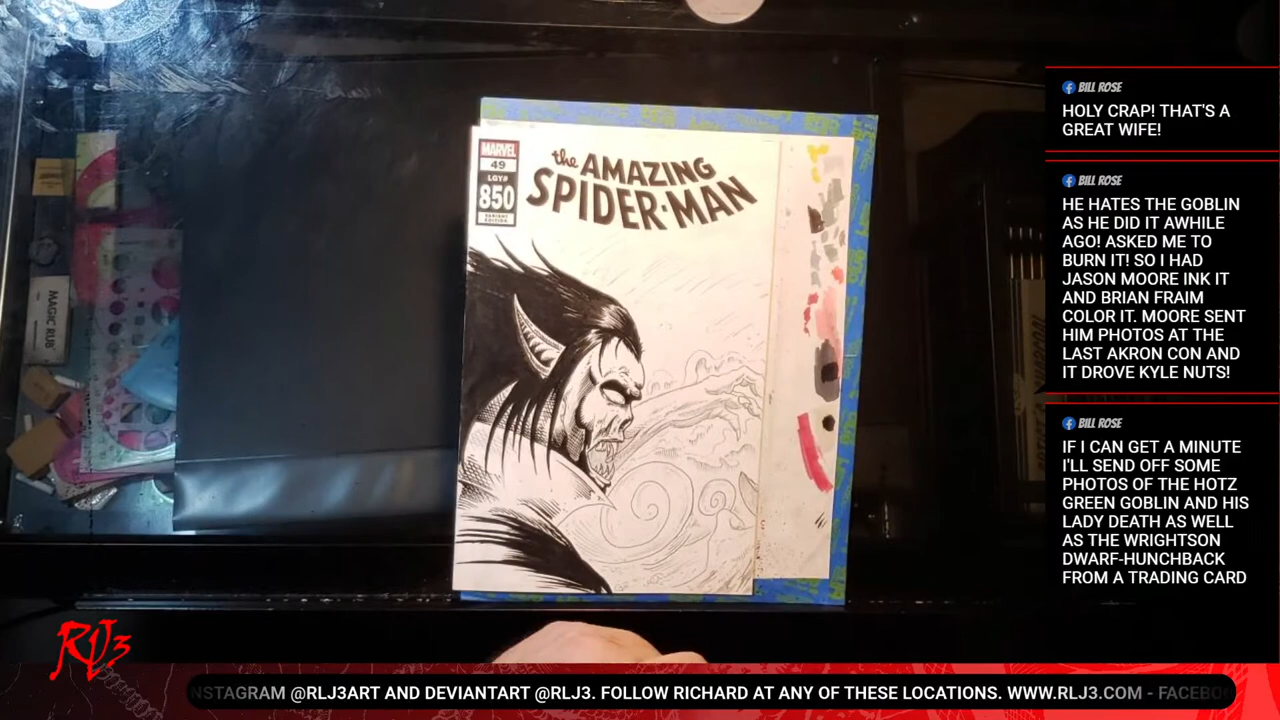 MARVEL
49
LGY#
850
VARIANT
EDITION
the AMAZING
SPIDER-MAN
MAGIC RUB
BILL ROSE
HOLY CRAP! THAT'S A
GREAT WIFE!
BILL ROSE
HE HATES THE GOBLIN
AS HE DID IT AWHILE
AGO! ASKED ME TO
BURN IT! SO I HAD
JASON MOORE INK IT
AND BRIAN FRAIM
COLOR IT. MOORE SENT
HIM PHOTOS AT THE
LAST AKRON CON AND
IT DROVE KYLE NUTS!
BILL ROSE
IF I CAN GET A MINUTE
I'LL SEND OFF SOME
PHOTOS OF THE HOTZ
GREEN GOBLIN AND HIS
LADY DEATH AS WELL
AS THE WRIGHTSON
DWARF-HUNCHBACK
FROM A TRADING CARD
RLJ3
NSTAGRAM @RLJ3ART AND DEVIANTART @RLJ3. FOLLOW RICHARD AT ANY OF THESE LOCATIONS. WWW.RLJ3.COM - FACEBO